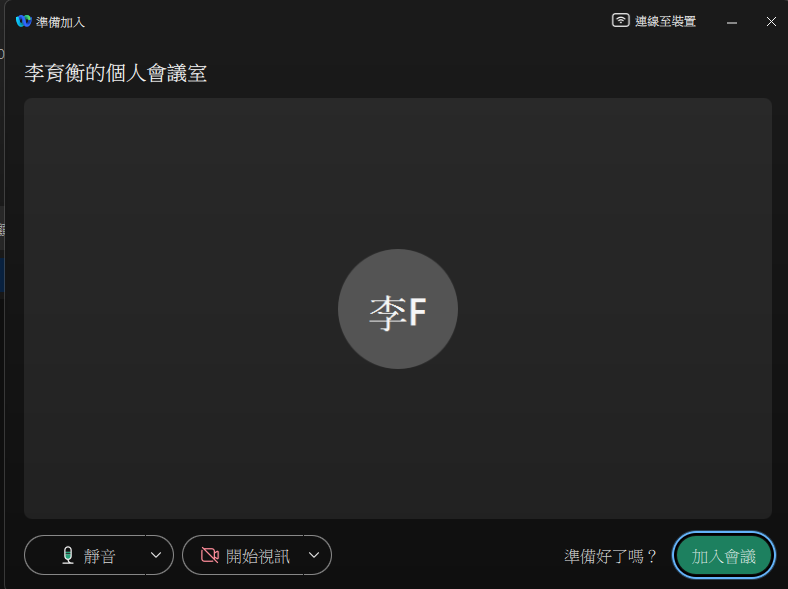 準備加入
連線至裝置
李育衡的個人會議室
李F
靜音
開始視訊
準備好了嗎？
加入會議